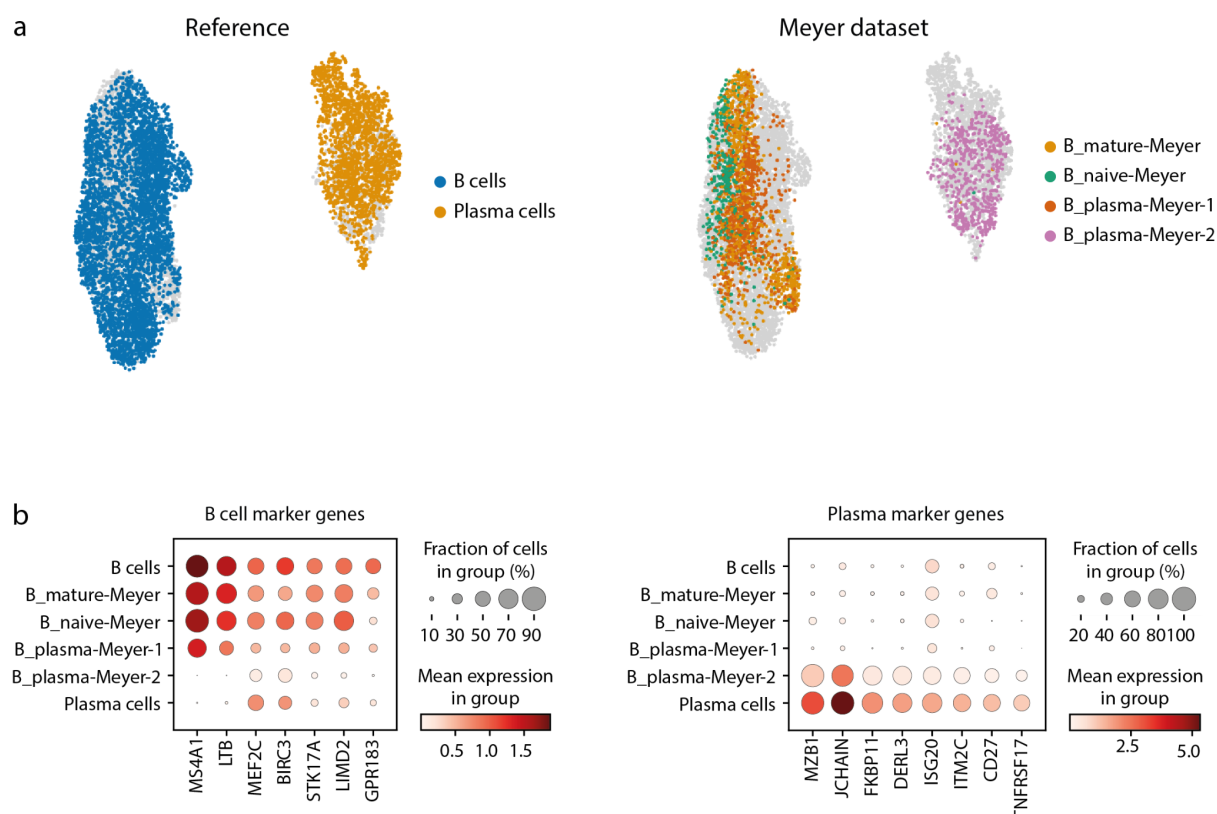 a
Reference
B cells
Plasma cells
Meyer dataset
B_mature-Meyer
B_naive-Meyer
B_plasma-Meyer-1
B_plasma-Meyer-2
b
B cell marker genes
B cells
B_mature-Meyer
B_naive-Meyer
B_plasma-Meyer-1
B_plasma-Meyer-2
Plasma cells
MS4A1
LTB
MEF2C
BIRC3
STK17A
LIMD2
GPR183
Fraction of cells
in group (%)
10 30 50 70 90
Mean expression
in group
0.5 1.0 1.5
Plasma marker genes
B cells
B_mature-Meyer
B_naive-Meyer
B_plasma-Meyer-1
B_plasma-Meyer-2
Plasma cells
MZB1
JCHAIN
FKBP11
DERL3
ISG20
ITM2C
CD27
TNFRSF17
Fraction of cells
in group (%)
20 40 60 80 100
Mean expression
in group
2.5 5.0